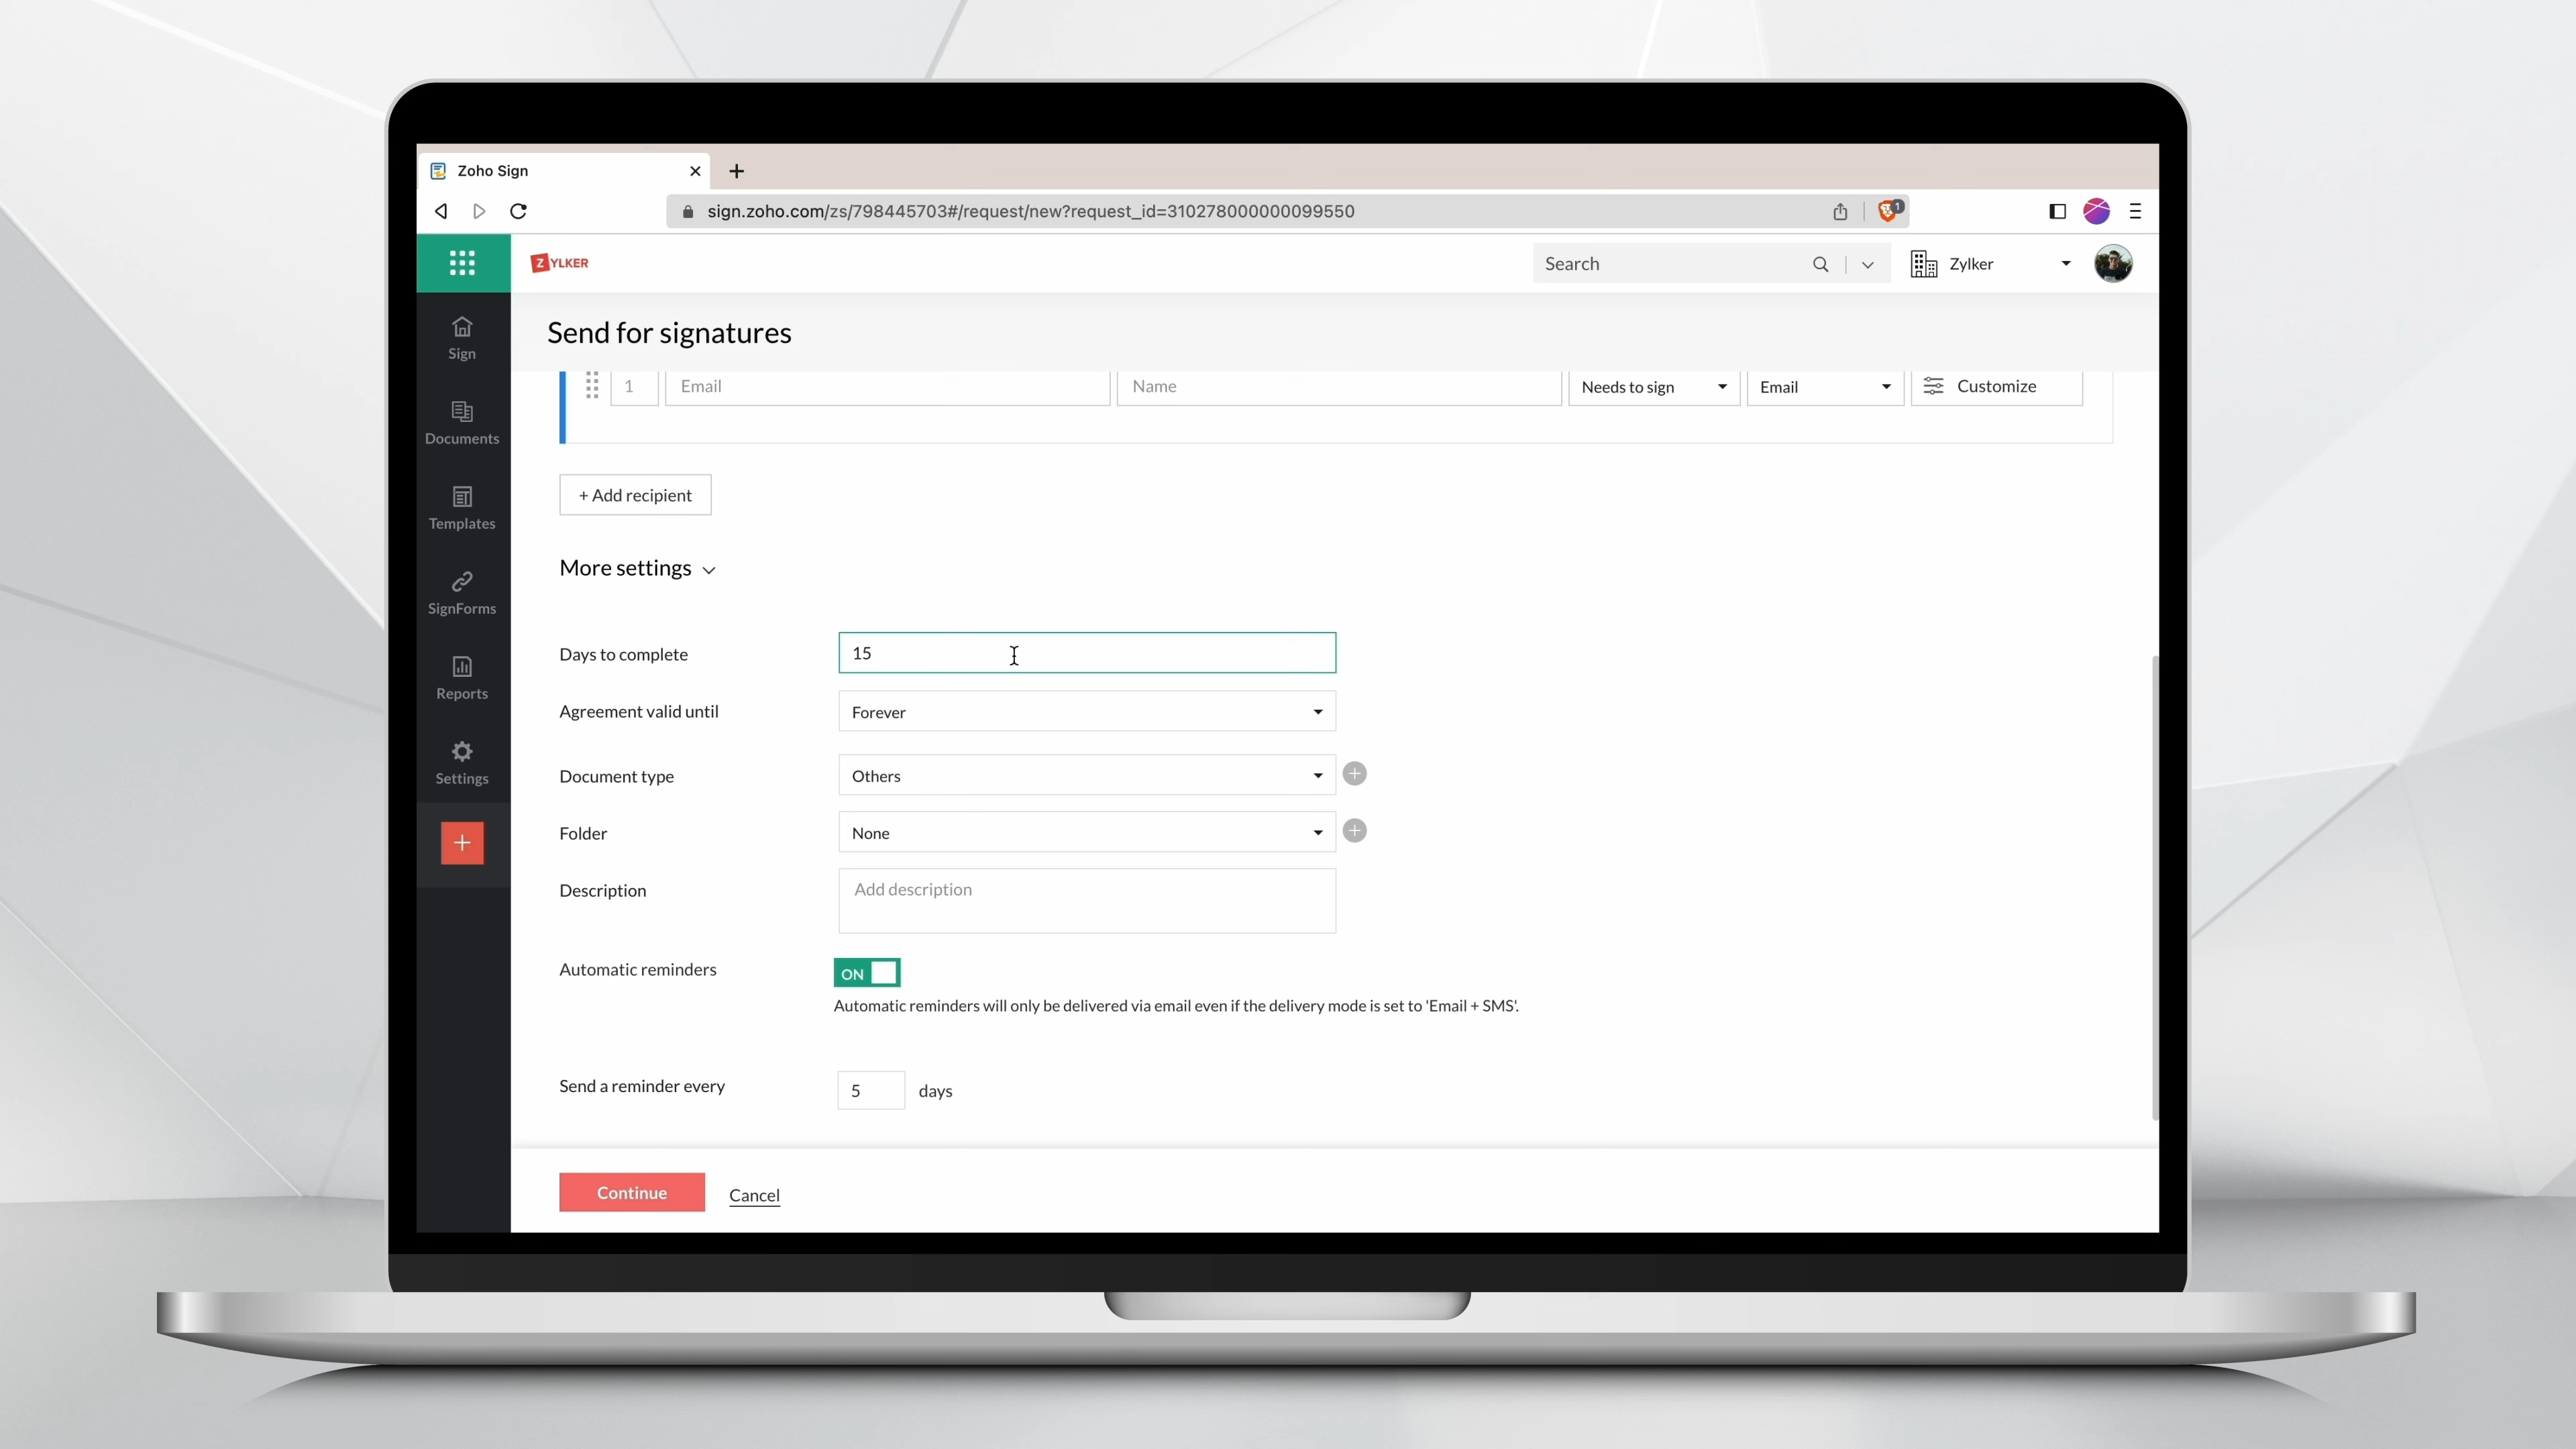 Zoho Sign
sign.zoho.com/zs/798445703#/request/new?request_id=310278000000099550
1
ZYLKER
Search
Zylker
Sign
Documents
Templates
SignForms
Reports
Settings
Send for signatures
1 Email Name Needs to sign Email Customize
+ Add recipient
More settings
Days to complete 15
Agreement valid until Forever
Document type Others
Folder None
Description Add description
Automatic reminders ON
Automatic reminders will only be delivered via email even if the delivery mode is set to 'Email + SMS'.
Send a reminder every 5 days
Continue Cancel